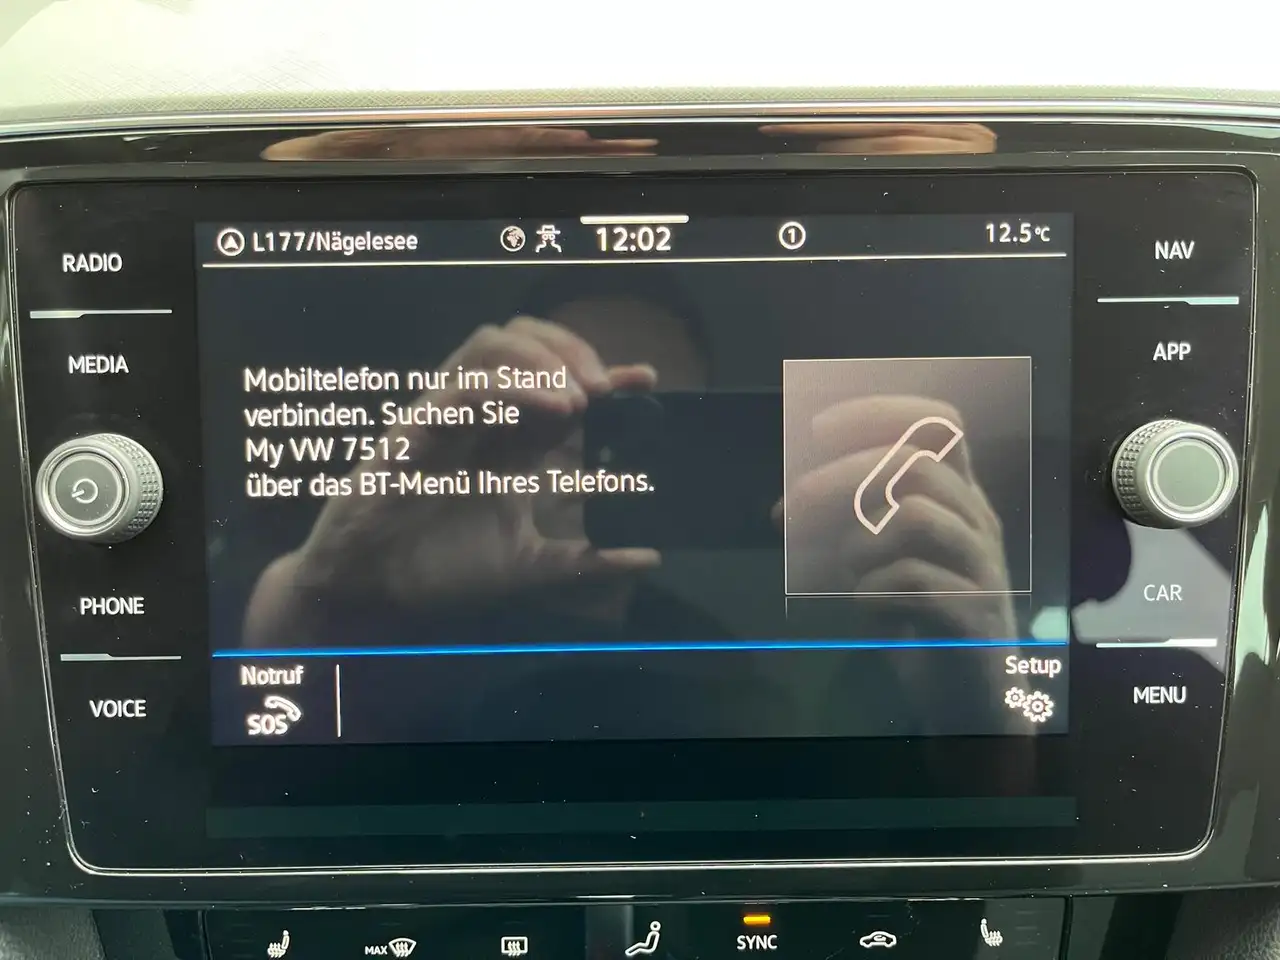 L177/Nägelesee 12:02 1 12.5°C
RADIO
MEDIA
PHONE
VOICE
Mobiltelefon nur im Stand
verbinden. Suchen Sie
My VW 7512
über das BT-Menü Ihres Telefons.
Notruf
SOS
Setup
NAV
APP
CAR
MENU
MAX
SYNC